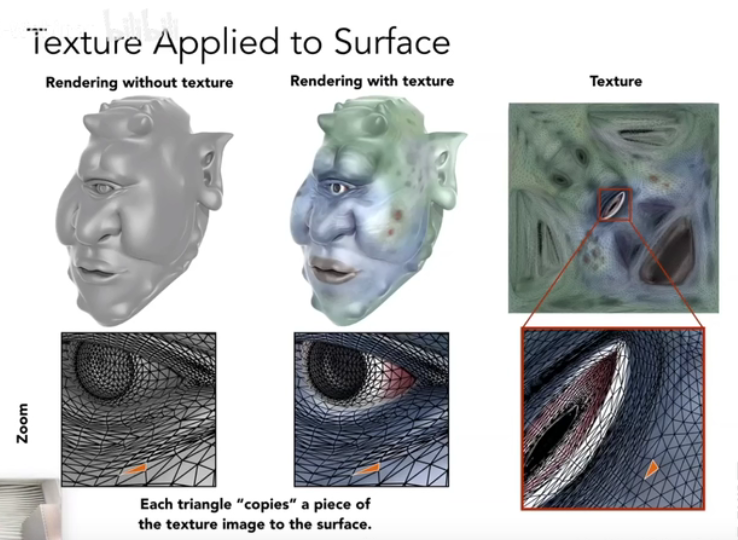 Texture Applied to Surface
Rendering without texture
Rendering with texture
Texture
Zoom
Each triangle “copies” a piece of
the texture image to the surface.